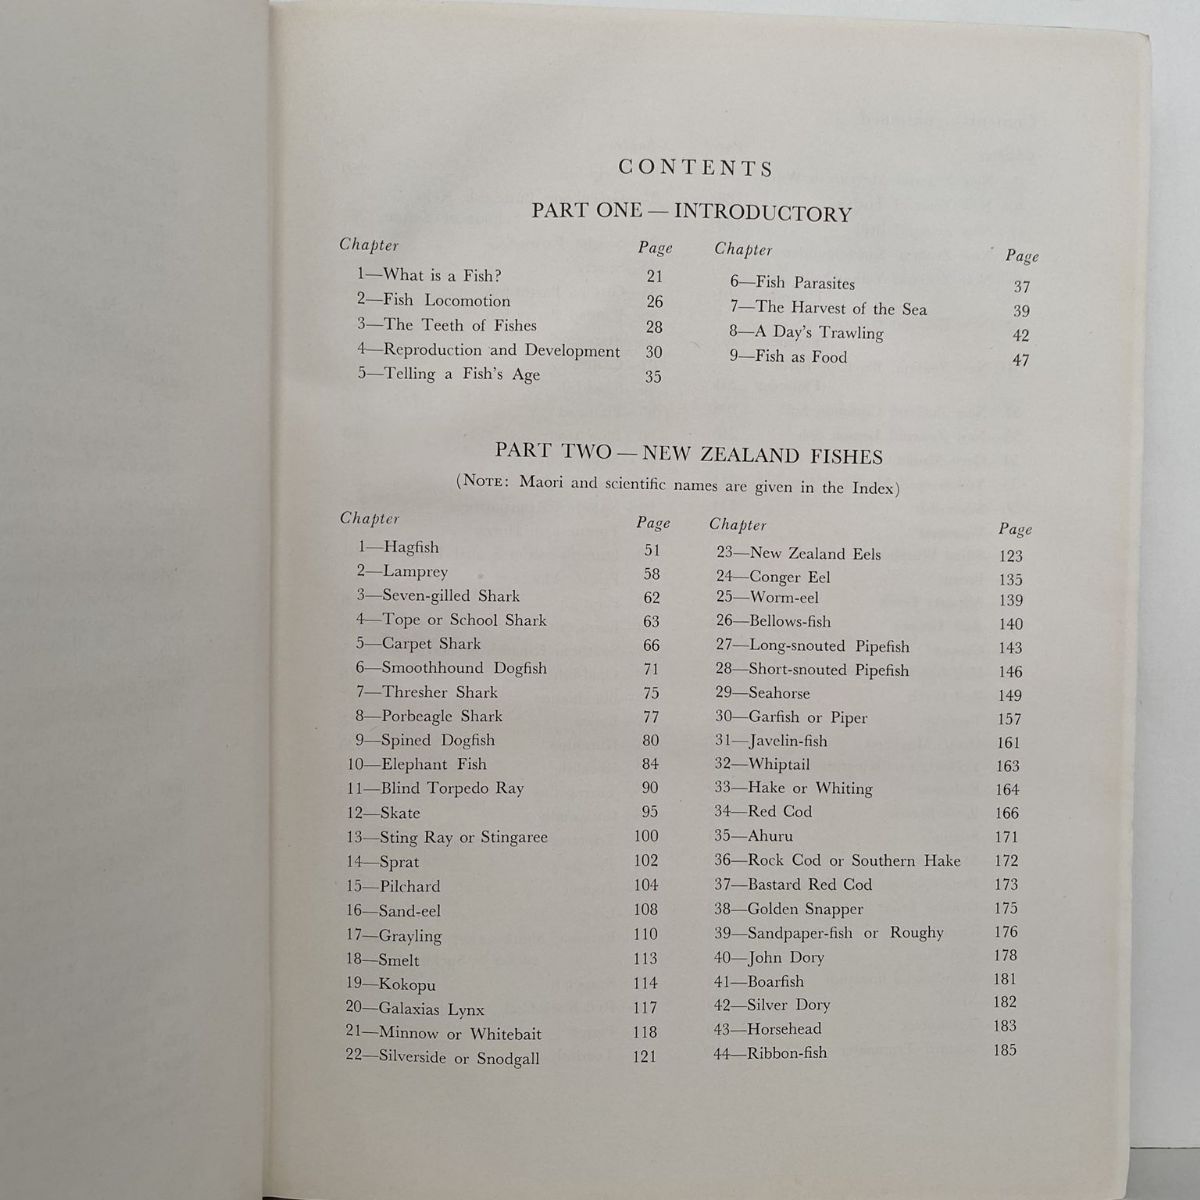 CONTENTS
PART ONE — INTRODUCTORY
Chapter Page
1—What is a Fish? 21
2—Fish Locomotion 26
3—The Teeth of Fishes 28
4—Reproduction and Development 30
5—Telling a Fish's Age 35
Chapter Page
6—Fish Parasites 37
7—The Harvest of the Sea 39
8—A Day's Trawling 42
9—Fish as Food 47
PART TWO — NEW ZEALAND FISHES
(NOTE: Maori and scientific names are given in the Index)
Chapter Page
1—Hagfish 51
2—Lamprey 58
3—Seven-gilled Shark 62
4—Tope or School Shark 63
5—Carpet Shark 66
6—Smoothhound Dogfish 71
7—Thresher Shark 75
8—Porbeagle Shark 77
9—Spined Dogfish 80
10—Elephant Fish 84
11—Blind Torpedo Ray 90
12—Skate 95
13—Sting Ray or Stingaree 100
14—Sprat 102
15—Pilchard 104
16—Sand-eel 108
17—Grayling 110
18—Smelt 113
19—Kokopu 114
20—Galaxias Lynx 117
21—Minnow or Whitebait 118
22—Silverside or Snodgall 121
Chapter Page
23—New Zealand Eels 123
24—Conger Eel 135
25—Worm-eel 139
26—Bellows-fish 140
27—Long-snouted Pipefish 143
28—Short-snouted Pipefish 146
29—Seahorse 149
30—Garfish or Piper 157
31—Javelin-fish 161
32—Whiptail 163
33—Hake or Whiting 164
34—Red Cod 166
35—Ahuru 171
36—Rock Cod or Southern Hake 172
37—Bastard Red Cod 173
38—Golden Snapper 175
39—Sandpaper-fish or Roughy 176
40—John Dory 178
41—Boarfish 181
42—Silver Dory 182
43—Horsehead 183
44—Ribbon-fish 185